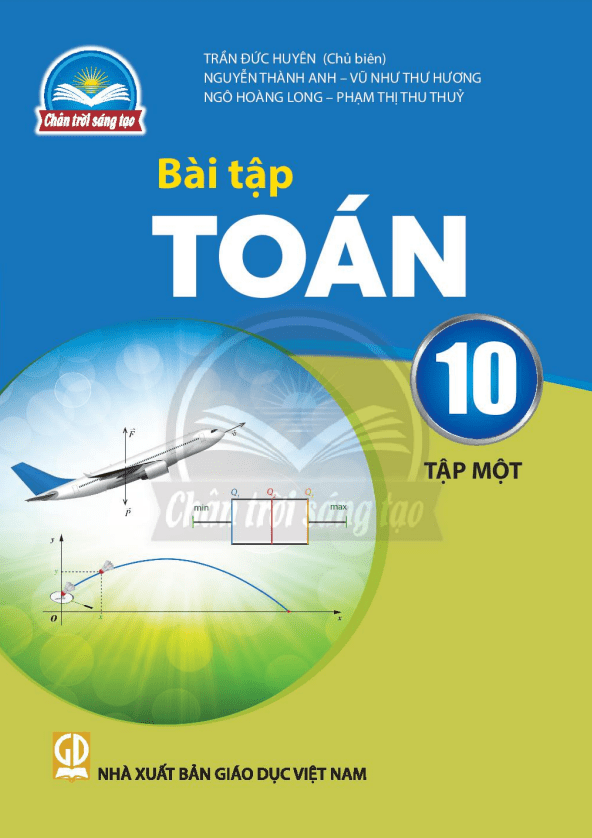 TRẦN ĐỨC HUYÊN (Chủ biên)
NGUYỄN THÀNH ANH – VŨ NHƯ THƯ HƯƠNG
NGÔ HOÀNG LONG – PHẠM THỊ THU THUỶ
Chân trời sáng tạo
Bài tập
TOÁN
10
TẬP MỘT
F
P
min
Q
Q
Q
max
Chân trời sáng tạo
y
y
O
x
x
GD
NHÀ XUẤT BẢN GIÁO DỤC VIỆT NAM